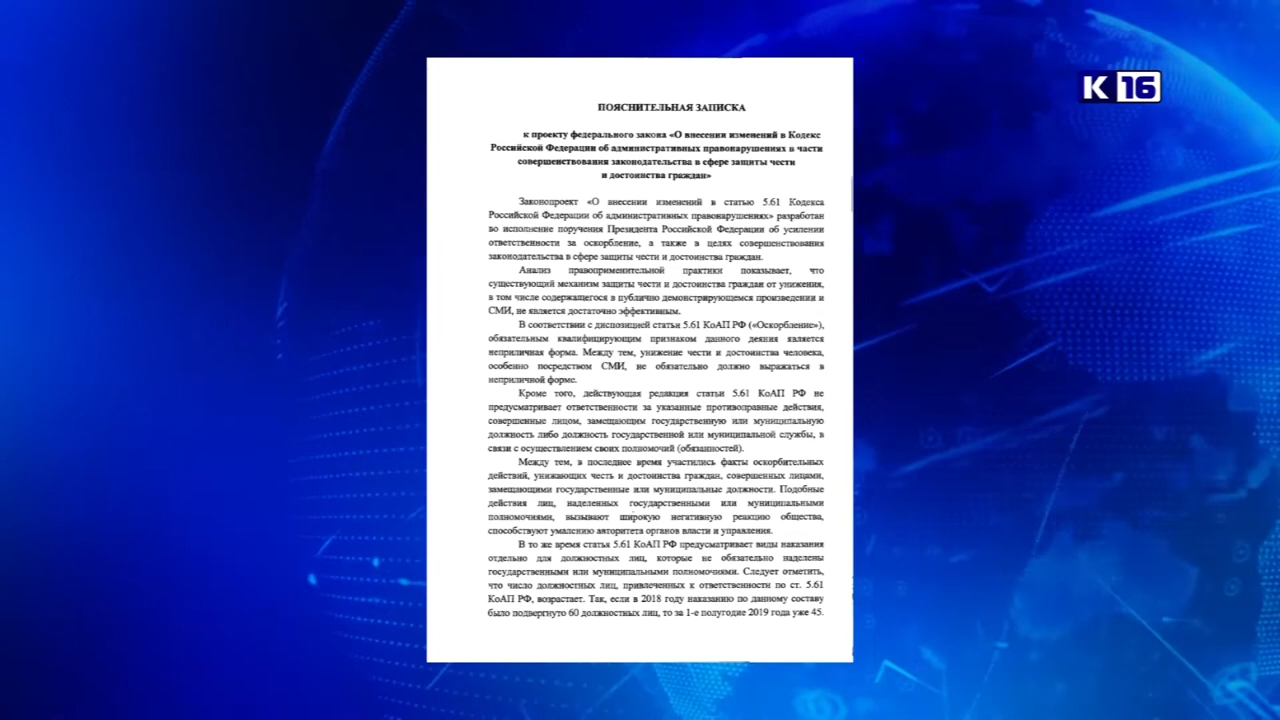 К 16
ПОЯСНИТЕЛЬНАЯ ЗАПИСКА
к проекту федерального закона «О внесении изменений в Кодекс
Российской Федерации об административных правонарушениях в части
совершенствования законодательства в сфере защиты чести
и достоинства граждан»
Законопроект «О внесении изменений в статью 5.61 Кодекса
Российской Федерации об административных правонарушениях» разработан
во исполнение поручения Президента Российской Федерации об усилении
ответственности за оскорбление, а также в целях совершенствования
законодательства в сфере защиты чести и достоинства граждан.
Анализ правоприменительной практики показывает, что
существующий механизм защиты чести и достоинства граждан от унижения,
в том числе содержащегося в публично демонстрирующемся произведении и
СМИ, не является достаточно эффективным.
В соответствии с диспозицией статьи 5.61 КоАП РФ («Оскорбление»),
обязательным квалифицирующим признаком данного деяния является
неприличная форма. Между тем, унижение чести и достоинства человека,
особенно посредством СМИ, не обязательно должно выражаться в
неприличной форме.
Кроме того, действующая редакция статьи 5.61 КоАП РФ не
предусматривает ответственности за указанные противоправные действия,
совершенные лицом, замещающим государственную или муниципальную
должность либо должность государственной или муниципальной службы, в
связи с осуществлением своих полномочий (обязанностей).
Между тем, в последнее время участились факты оскорбительных
действий, унижающих честь и достоинства граждан, совершенных лицами,
замещающими государственные или муниципальные должности. Подобные
действия лиц, наделенных государственными или муниципальными
полномочиями, вызывают широкую негативную реакцию общества,
способствуют умалению авторитета органов власти и управления.
В то же время статья 5.61 КоАП РФ предусматривает виды наказания
отдельно для должностных лиц, которые не обязательно наделены
государственными или муниципальными полномочиями. Следует отметить,
что число должностных лиц, привлеченных к ответственности по ст. 5.61
КоАП РФ, возрастает. Так, если в 2018 году наказанию по данному составу
было подвергнуто 60 должностных лиц, то за 1-е полугодие 2019 года уже 45.